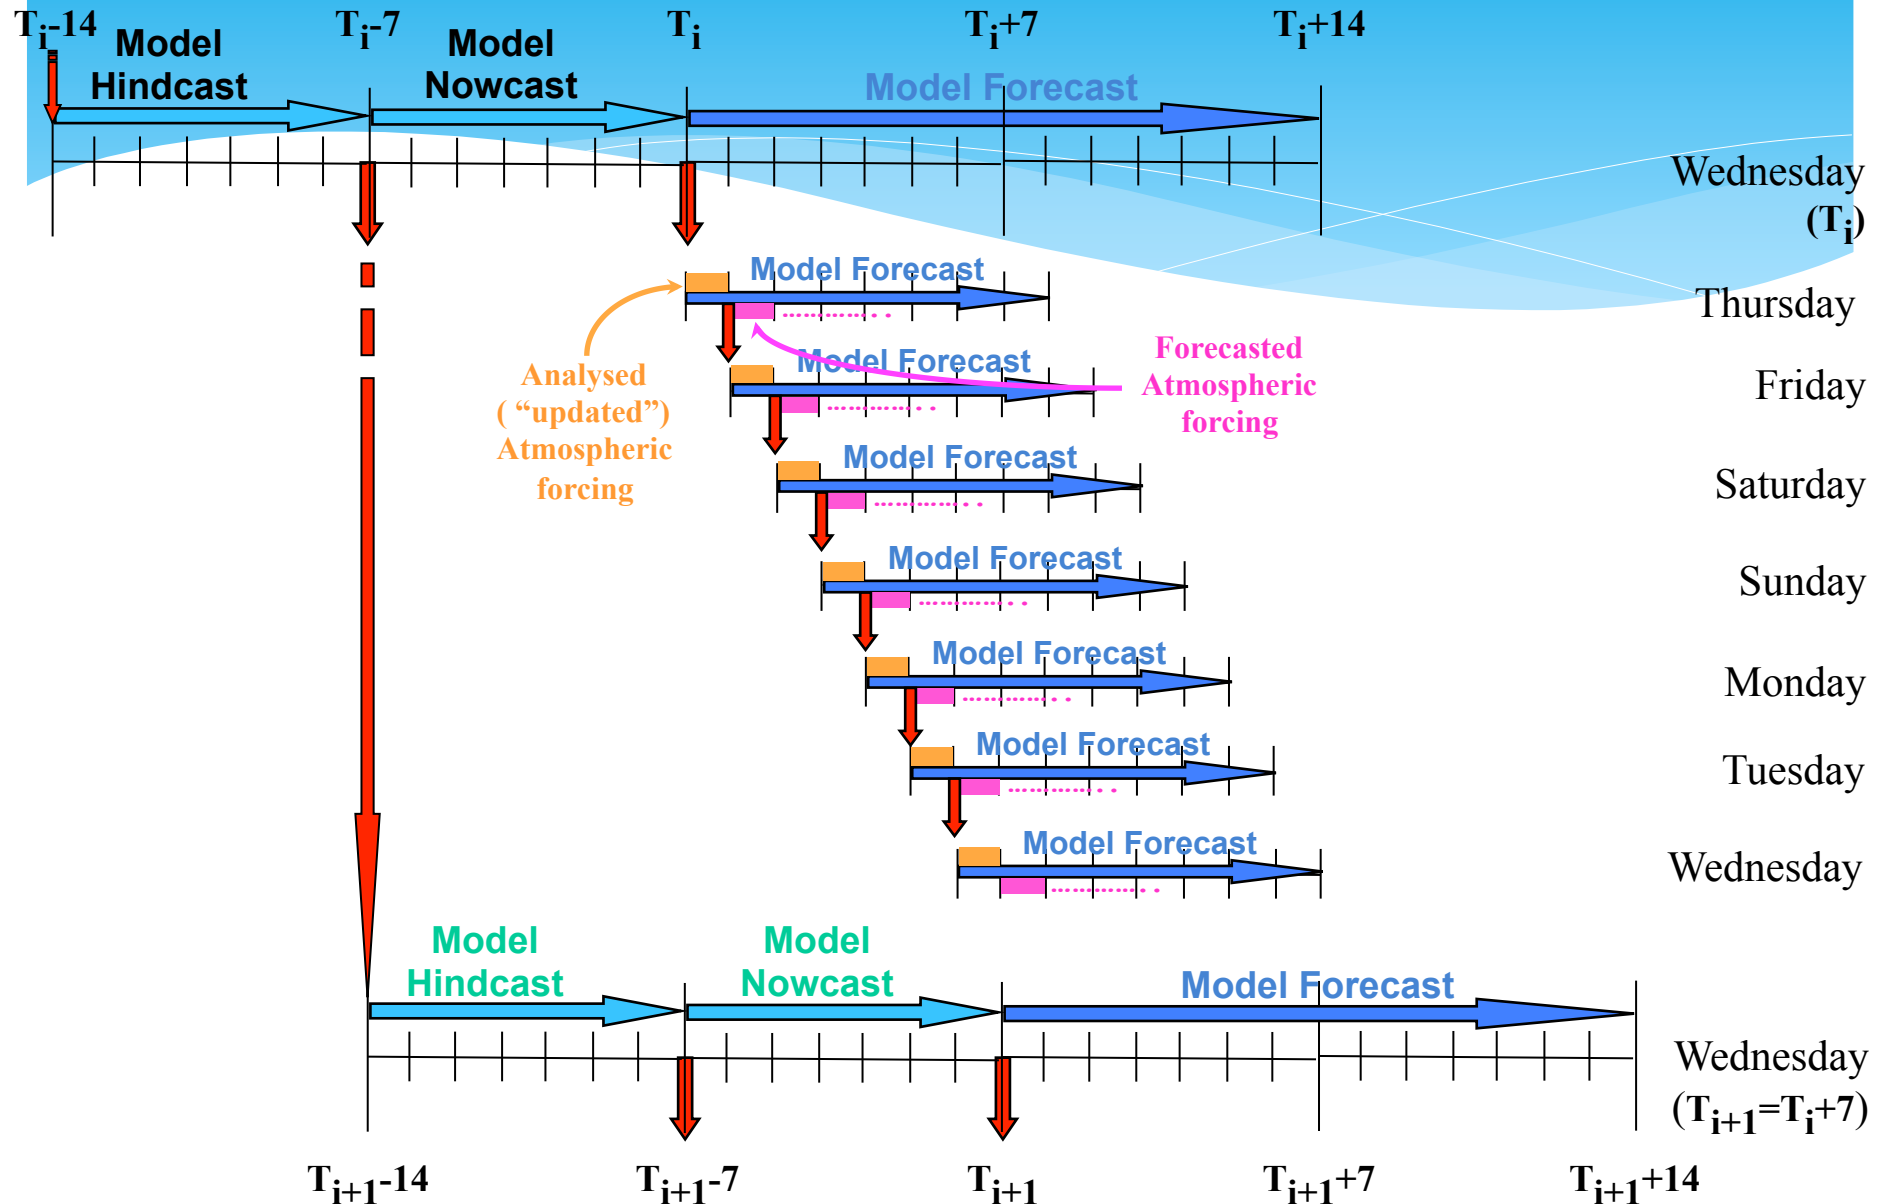 Tᵢ-14 Tᵢ-7 Tᵢ Tᵢ+7 Tᵢ+14
Model
Hindcast
Model
Nowcast
Model Forecast
Wednesday
(Tᵢ)
Model Forecast
Thursday
Analysed
( “updated”)
Atmospheric
forcing
Model Forecast
Forecasted
Atmospheric
forcing
Friday
Model Forecast
Saturday
Model Forecast
Sunday
Model Forecast
Monday
Model Forecast
Tuesday
Model Forecast
Wednesday
Model
Hindcast
Model
Nowcast
Model Forecast
Wednesday
(Tᵢ₊₁=Tᵢ+7)
Tᵢ₊₁-14 Tᵢ₊₁-7 Tᵢ₊₁ Tᵢ₊₁+7 Tᵢ₊₁+14